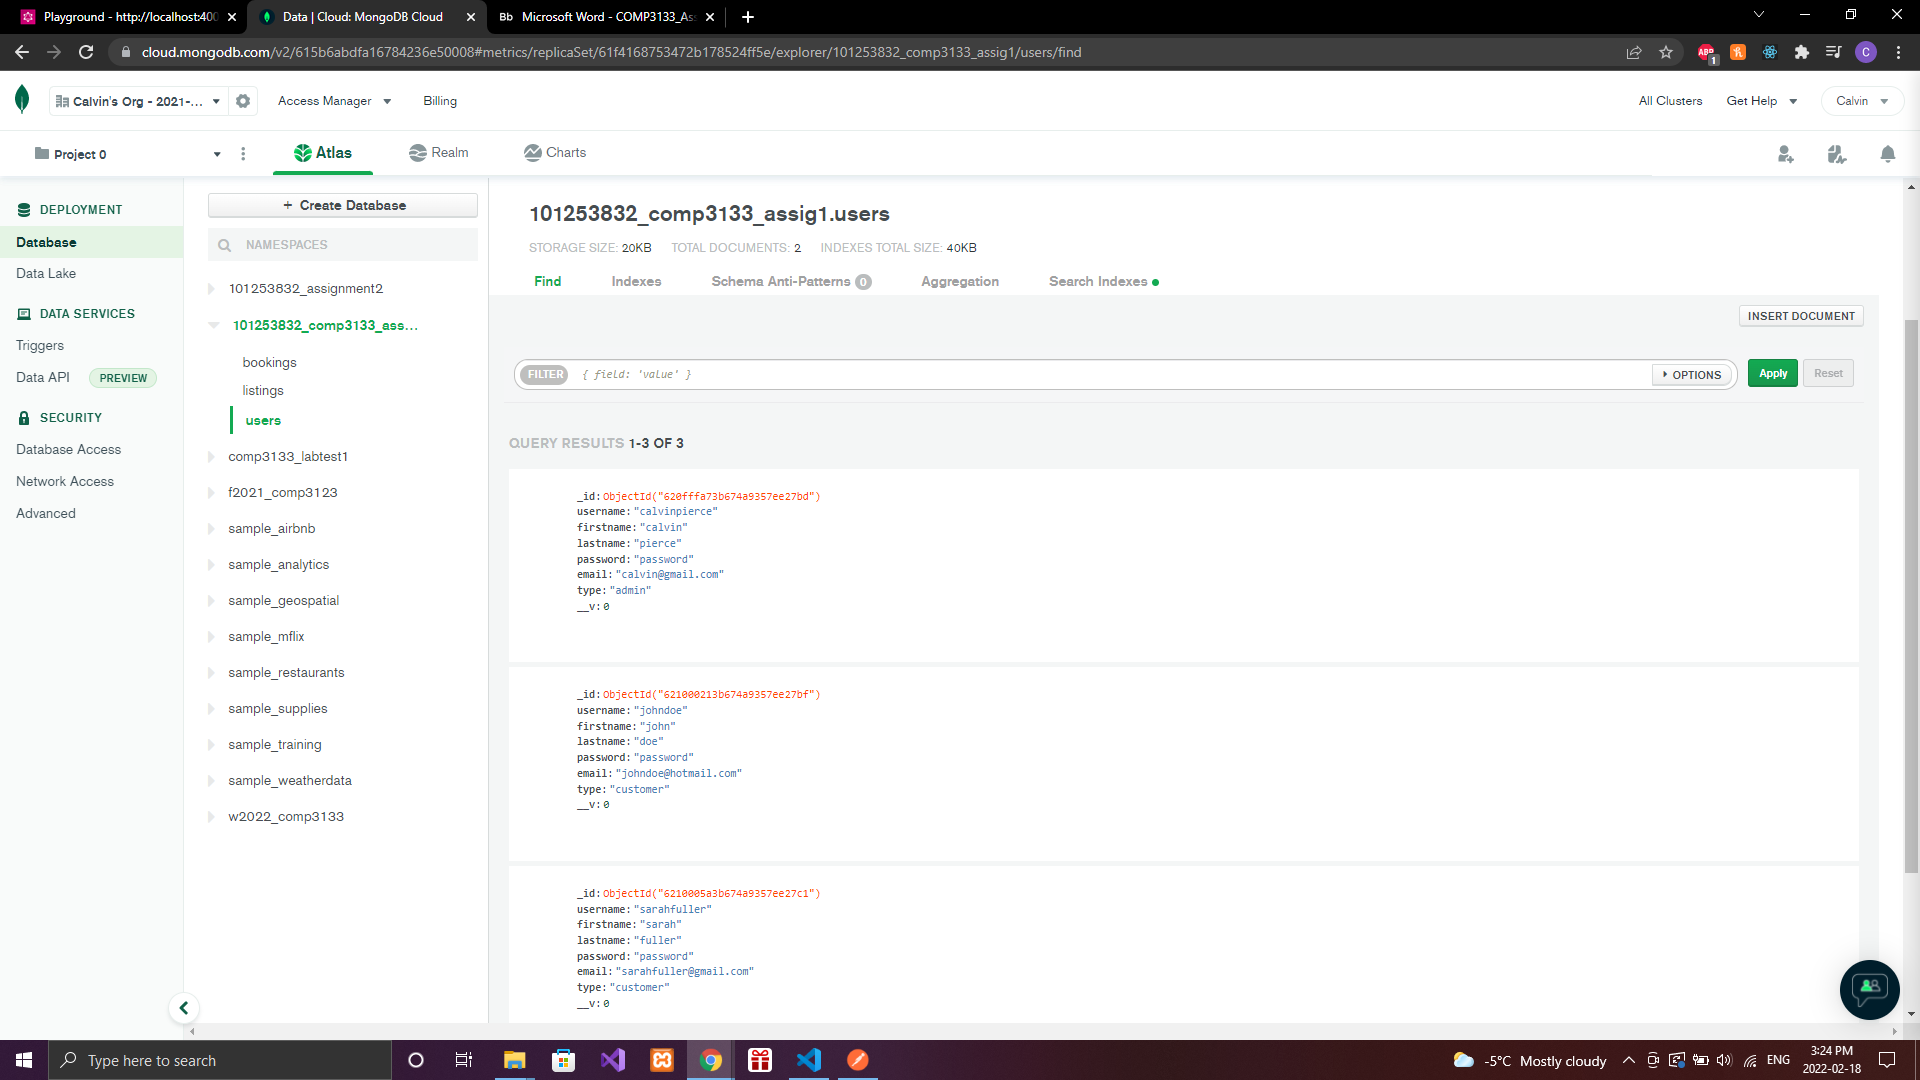 Playground - http://localhost:400
Data | Cloud: MongoDB Cloud
Bb Microsoft Word - COMP3133_As
cloud.mongodb.com/v2/615b6abdfa16784236e50008#metrics/replicaSet/61f4168753472b178524ff5e/explorer/101253832_comp3133_assig1/users/find
ABP 1
C
Calvin's Org - 2021-...
Access Manager
Billing
All Clusters
Get Help
Calvin
Project 0
Atlas
Realm
Charts
DEPLOYMENT
Database
Data Lake
DATA SERVICES
Triggers
Data API PREVIEW
SECURITY
Database Access
Network Access
Advanced
+ Create Database
NAMESPACES
101253832_assignment2
101253832_comp3133_ass...
bookings
listings
users
comp3133_labtest1
f2021_comp3123
sample_airbnb
sample_analytics
sample_geospatial
sample_mflix
sample_restaurants
sample_supplies
sample_training
sample_weatherdata
w2022_comp3133
101253832_comp3133_assig1.users
STORAGE SIZE: 20KB TOTAL DOCUMENTS: 2 INDEXES TOTAL SIZE: 40KB
Find Indexes Schema Anti-Patterns 0 Aggregation Search Indexes
INSERT DOCUMENT
FILTER { field: 'value' } OPTIONS Apply Reset
QUERY RESULTS 1-3 OF 3
_id: ObjectId("620fffa73b674a9357ee27bd")
username: "calvinpierce"
firstname: "calvin"
lastname: "pierce"
password: "password"
email: "calvin@gmail.com"
type: "admin"
__v: 0
_id: ObjectId("621000213b674a9357ee27bf")
username: "johndoe"
firstname: "john"
lastname: "doe"
password: "password"
email: "johndoe@hotmail.com"
type: "customer"
__v: 0
_id: ObjectId("6210005a3b674a9357ee27c1")
username: "sarahfuller"
firstname: "sarah"
lastname: "fuller"
password: "password"
email: "sarahfuller@gmail.com"
type: "customer"
__v: 0
Type here to search
-5°C Mostly cloudy
ENG
3:24 PM
2022-02-18